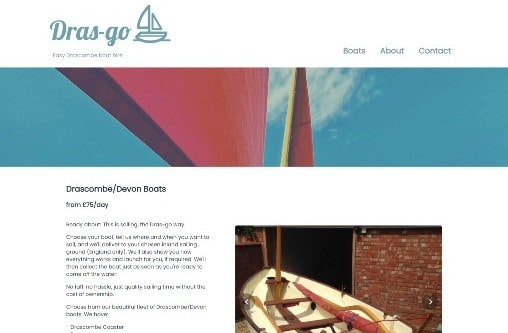 Dras-go
Easy Drascombe boat hire
Boats About Contact
Drascombe/Devon Boats
from £75/day
Ready about! This is sailing, the Dras-go way.
Choose your boat, tell us where and when you want to
sail, and we'll deliver to your chosen inland sailing
ground (England only). We'll also show you how
everything works and launch for you, if required. We'll
then collect the boat just as soon as you're ready to
come off the water.
No faff, no hassle, just quality sailing time without the
cost of ownership.
Choose from our beautiful fleet of Drascombe/Devon
boats. We have:
- Drascombe Coaster